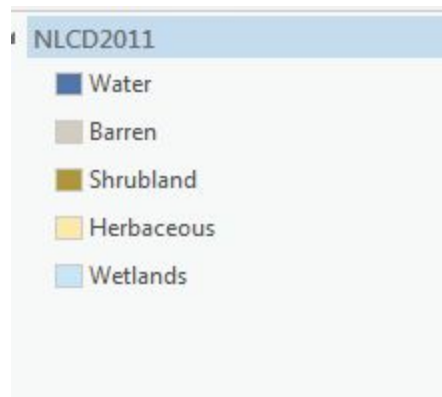 NLCD2011
Water
Barren
Shrubland
Herbaceous
Wetlands